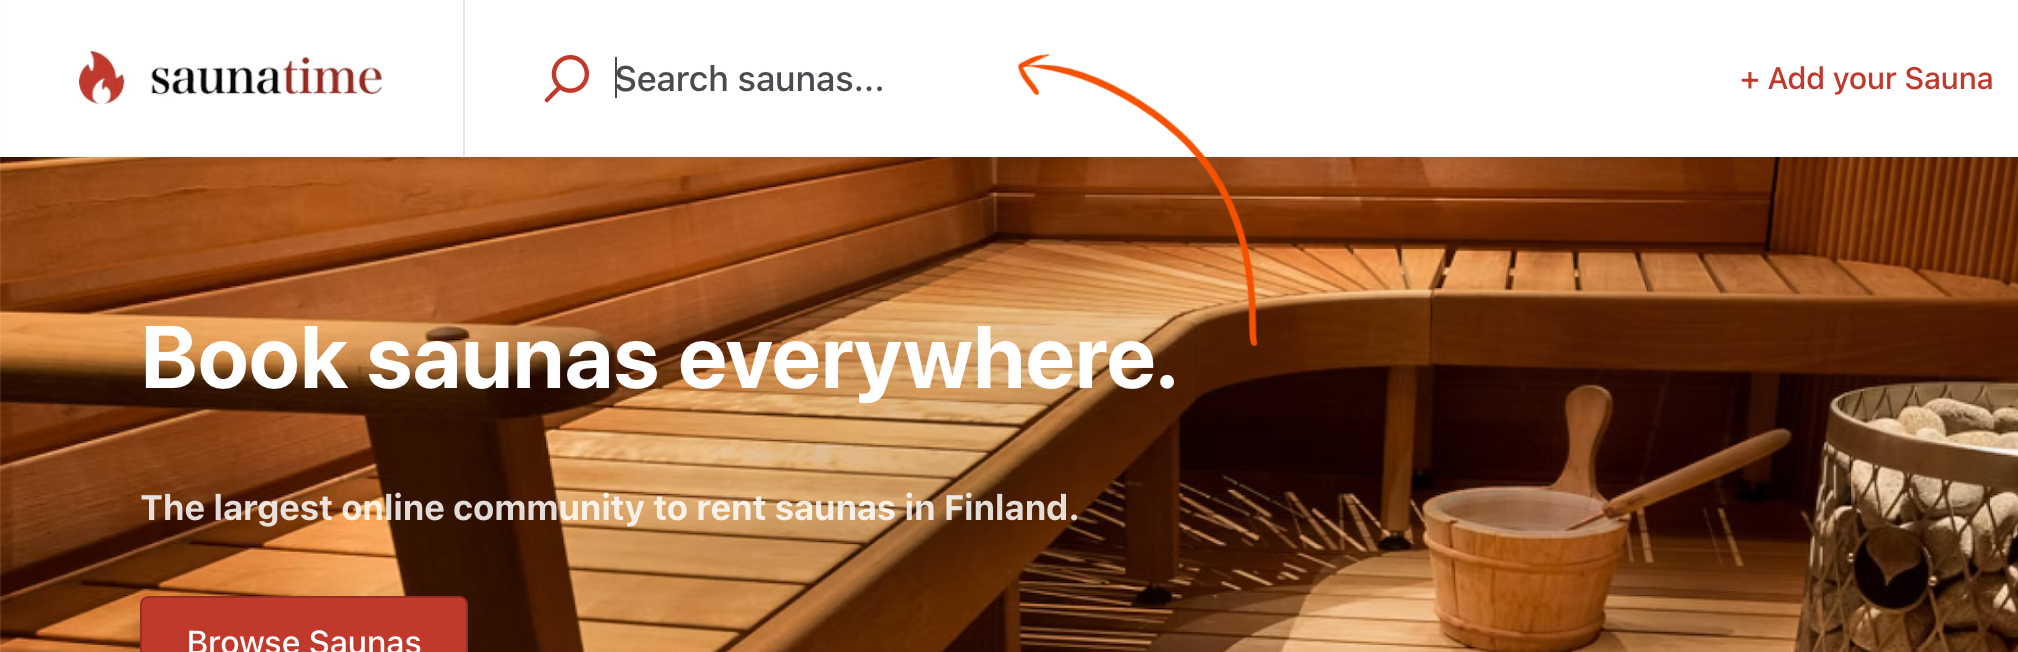 saunatime
Search saunas...
+ Add your Sauna
Book saunas everywhere.
The largest online community to rent saunas in Finland.
Browse Saunas